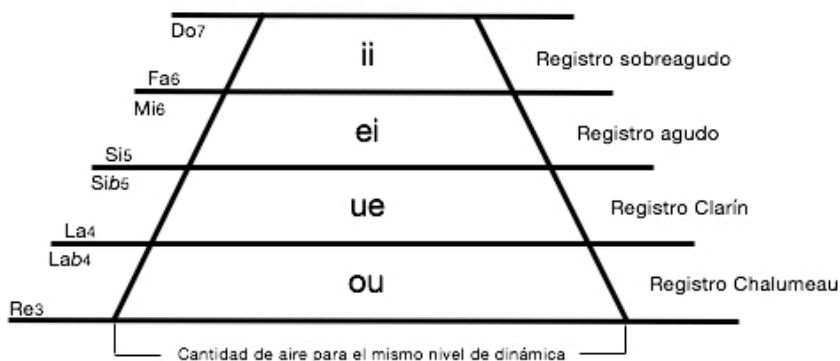 Do7
ii
Registro sobreagudo
Fa6
Mi6
ei
Registro agudo
Si5
Sib5
ue
Registro Clarín
La4
Lab4
ou
Registro Chalumeau
Re3
Cantidad de aire para el mismo nivel de dinámica